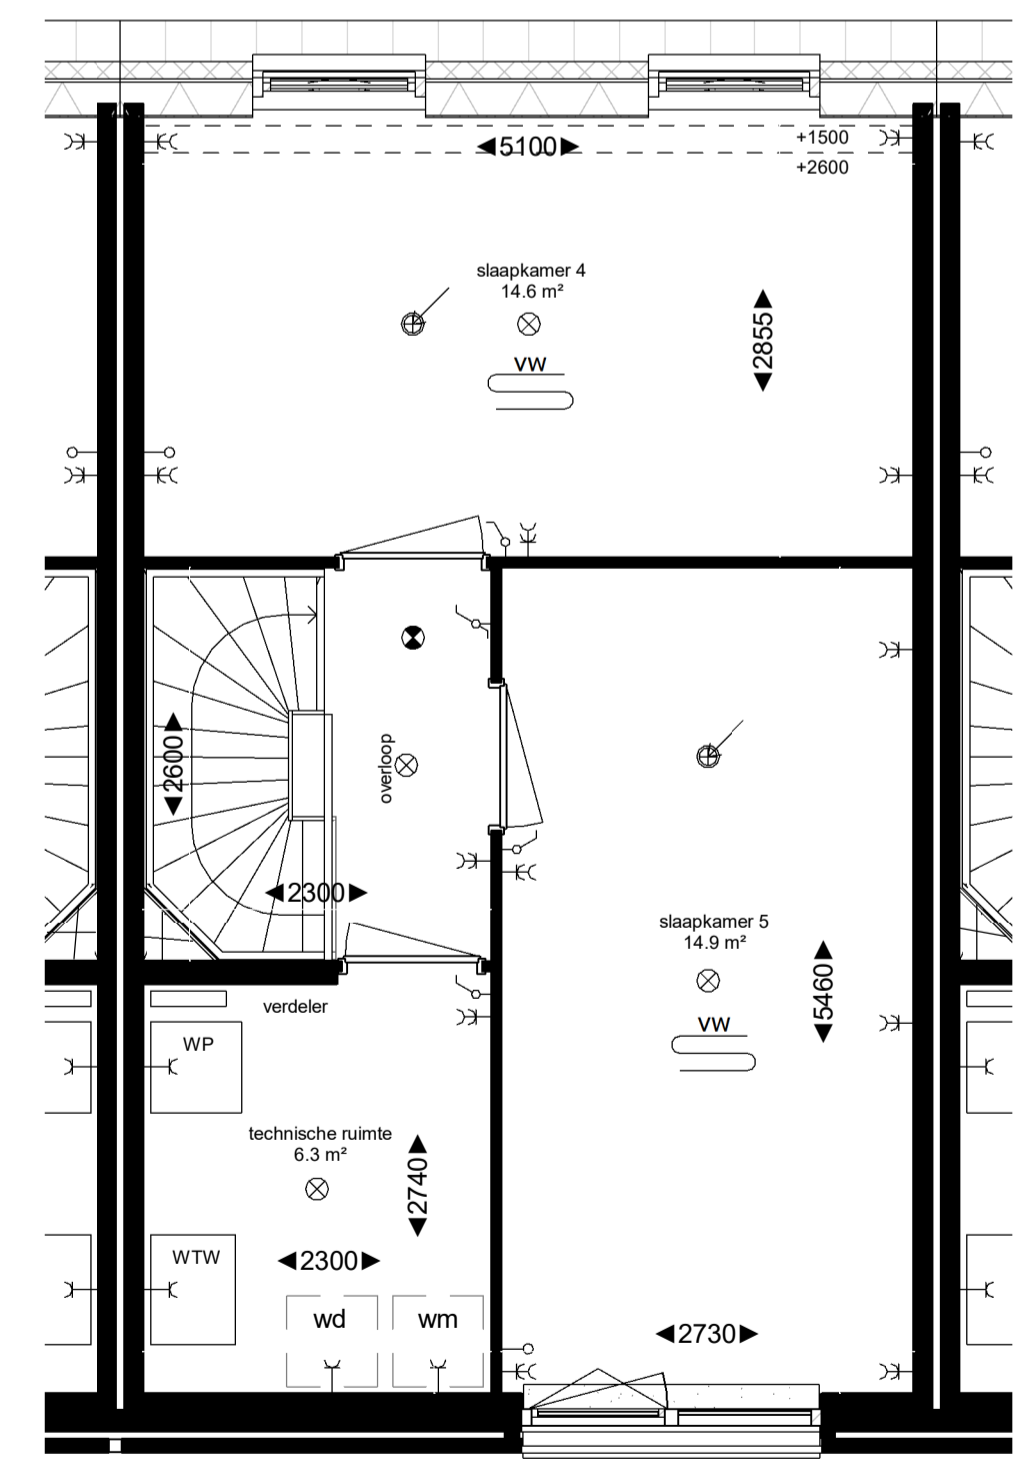 5100
+1500
+2600
slaapkamer 4
14.6 m²
2855
VW
2600
overloop
2300
slaapkamer 5
14.9 m²
5460
VW
verdeler
WP
technische ruimte
6.3 m²
2740
WTW
2300
wd
wm
2730